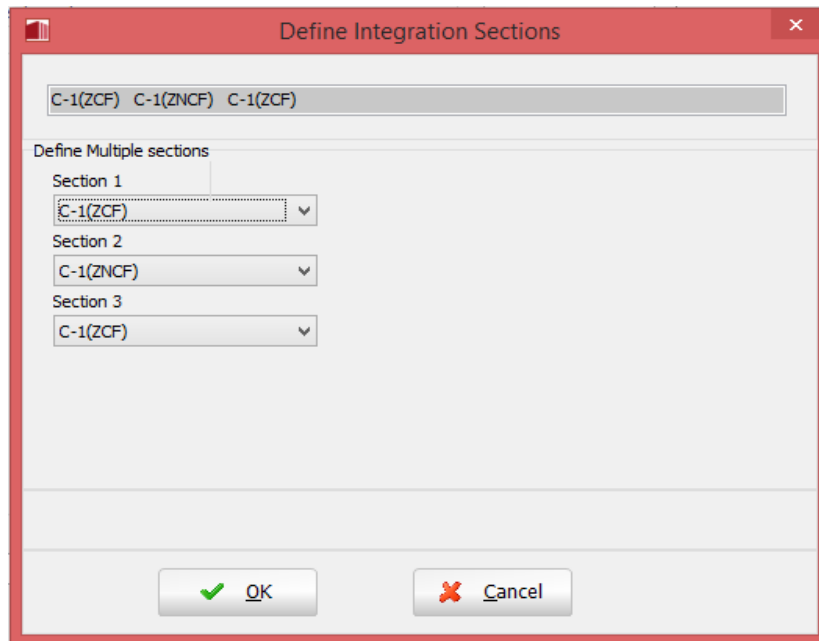 Define Integration Sections
C-1(ZCF) C-1(ZNCF) C-1(ZCF)
Define Multiple sections
Section 1
C-1(ZCF)
Section 2
C-1(ZNCF)
Section 3
C-1(ZCF)
OK Cancel